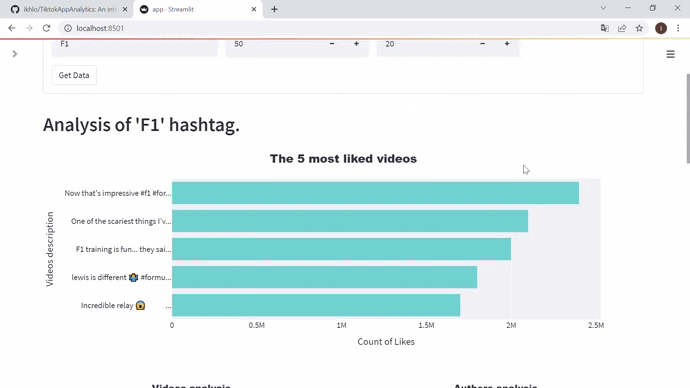 ikhlo/TiktokAppAnalytics: An inte
app - Streamlit
localhost:8501
F1
50
20
Get Data
Analysis of 'F1' hashtag.
The 5 most liked videos
Now that's impressive #f1 #for...
One of the scariest things I'v...
F1 training is fun... they sai...
lewis is different 🤷 #formu...
Incredible relay 😱 ...
Videos description
0 0.5M 1M 1.5M 2M 2.5M
Count of Likes
Videos analysis Authors analysis